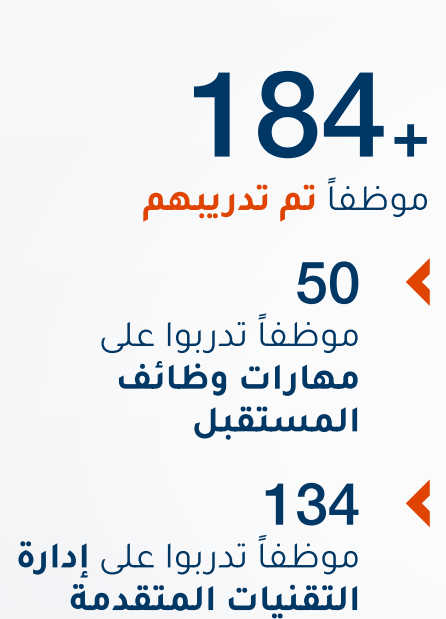 +184
موظفاً تم تدريبهم
50
موظفاً تدربوا على
مهارات وظائف
المستقبل
134
موظفاً تدربوا على إدارة
التقنيات المتقدمة